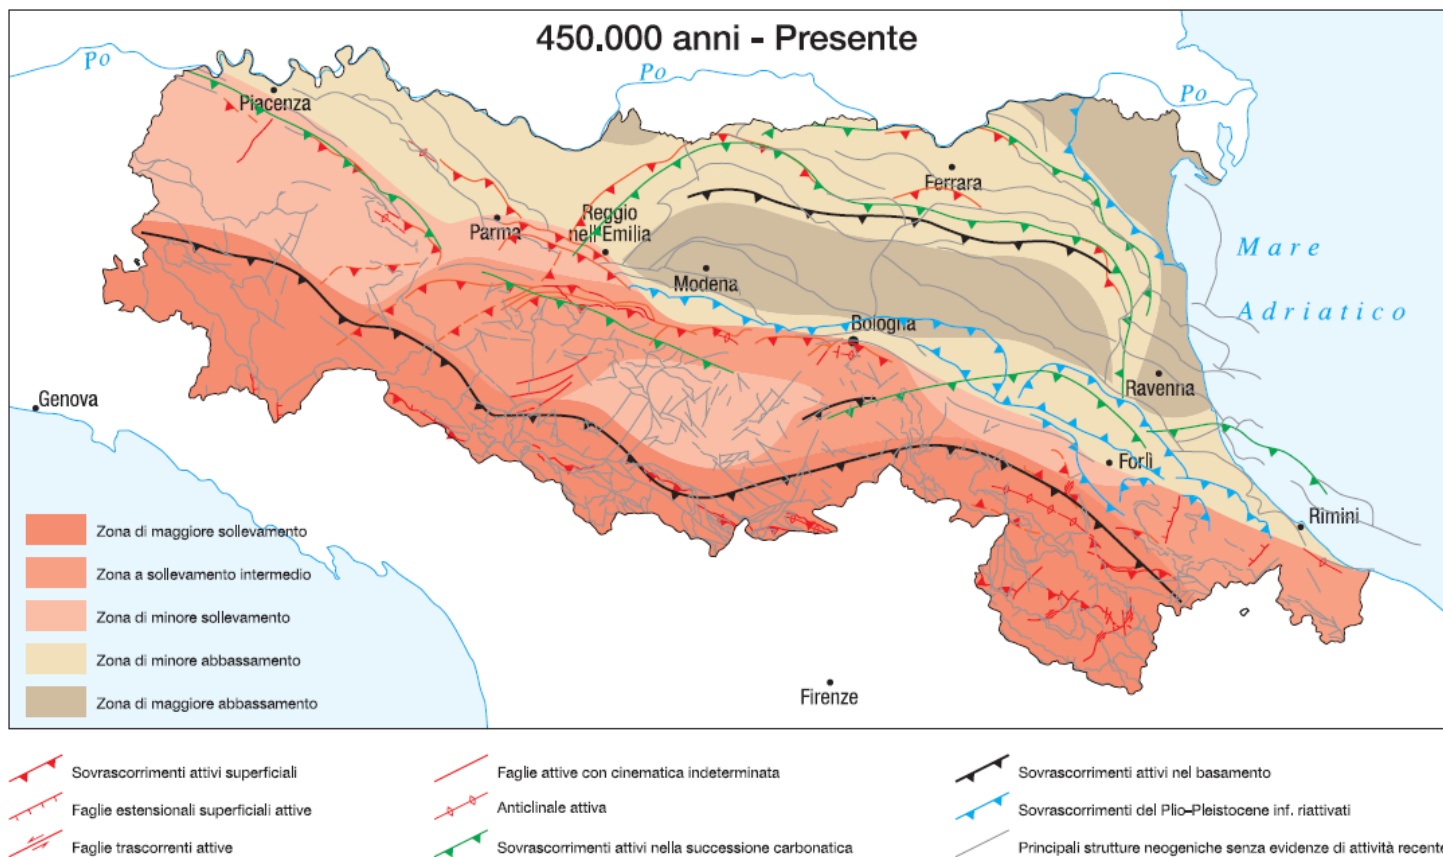 450.000 anni - Presente
Po
Po
Po
Piacenza
Ferrara
Parma
Reggio
nell'Emilia
Mare
Modena
Adriatico
Bologna
Ravenna
Genova
Forlì
Rimini
Firenze
Zona di maggiore sollevamento
Zona a sollevamento intermedio
Zona di minore sollevamento
Zona di minore abbassamento
Zona di maggiore abbassamento
Sovrascorrimenti attivi superficiali
Faglie estensionali superficiali attive
Faglie trascorrenti attive
Faglie attive con cinematica indeterminata
Anticlinale attiva
Sovrascorrimenti attivi nella successione carbonatica
Sovrascorrimenti attivi nel basamento
Sovrascorrimenti del Plio-Pleistocene inf. riattivati
Principali strutture neogeniche senza evidenze di attività recente